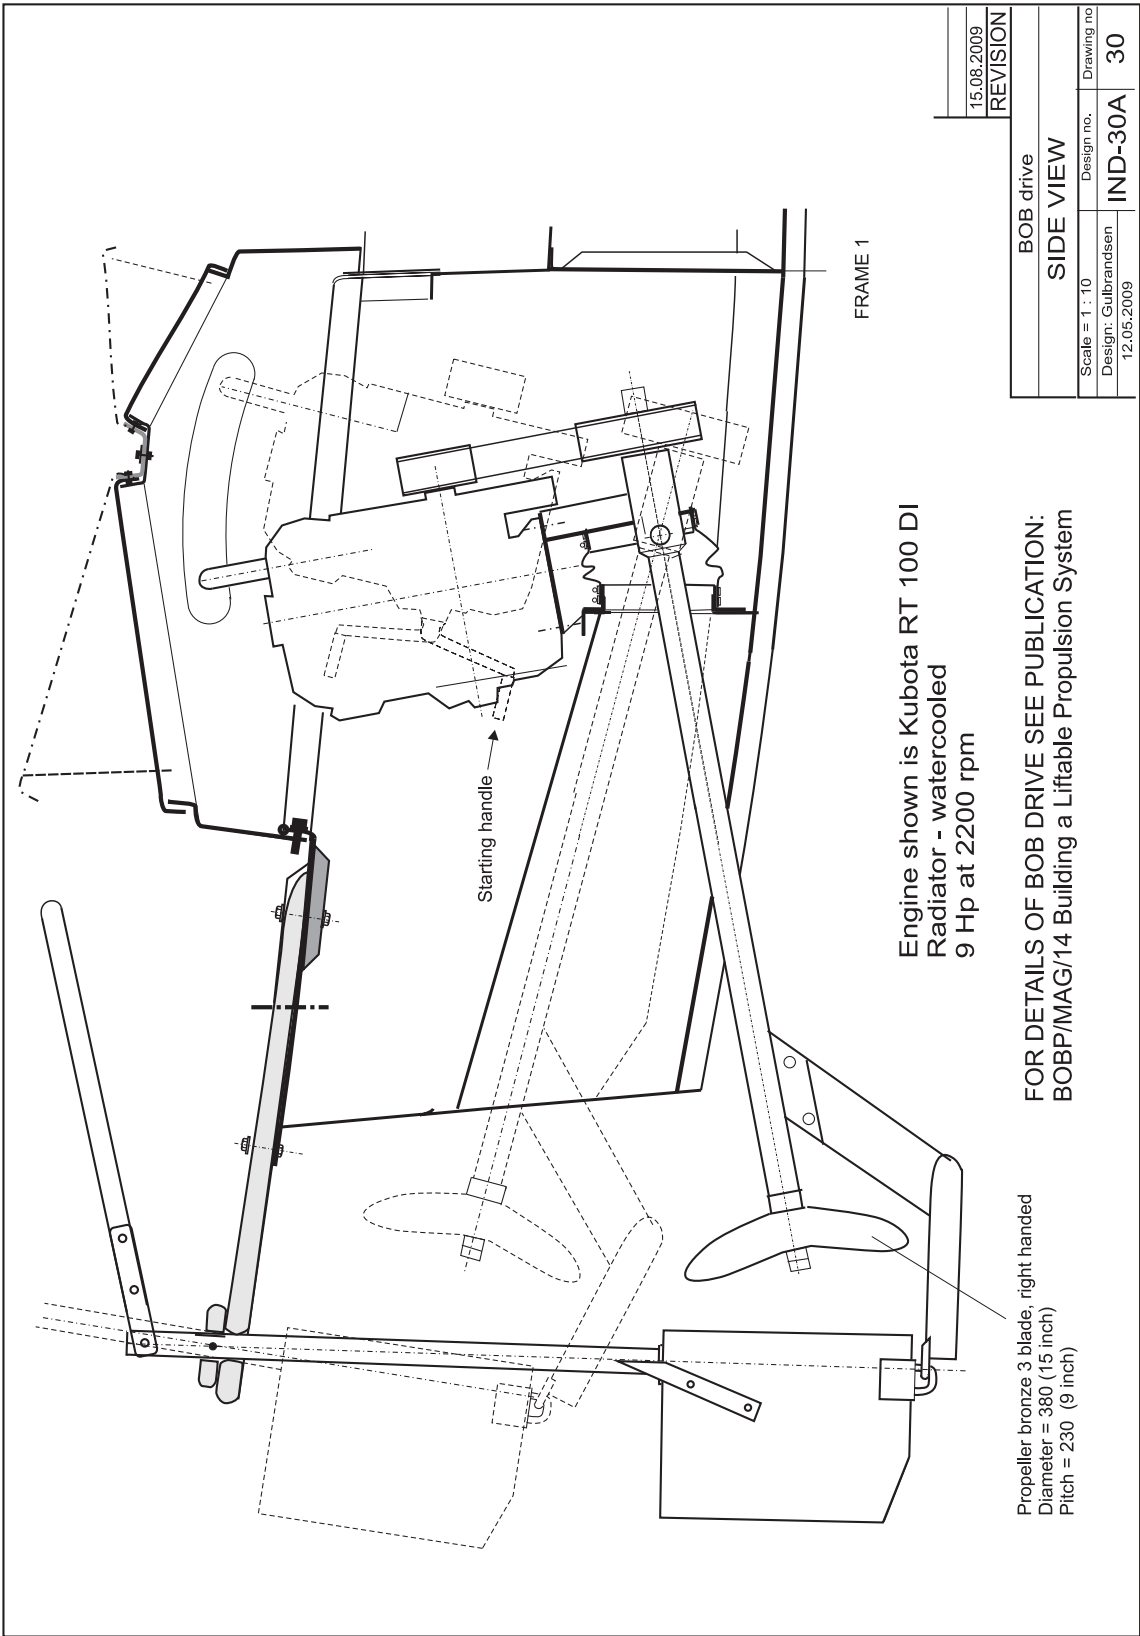 FRAME 1
Starting handle
Engine shown is Kubota RT 100 DI
Radiator - watercooled
9 Hp at 2200 rpm
FOR DETAILS OF BOB DRIVE SEE PUBLICATION:
BOBP/MAG/14 Building a Liftable Propulsion System
Propeller bronze 3 blade, right handed
Diameter = 380 (15 inch)
Pitch = 230 (9 inch)
15.08.2009
REVISION
BOB drive
SIDE VIEW
Scale = 1 : 10
Design no.
Drawing no
Design: Gulbrandsen
12.05.2009
IND-30A
30